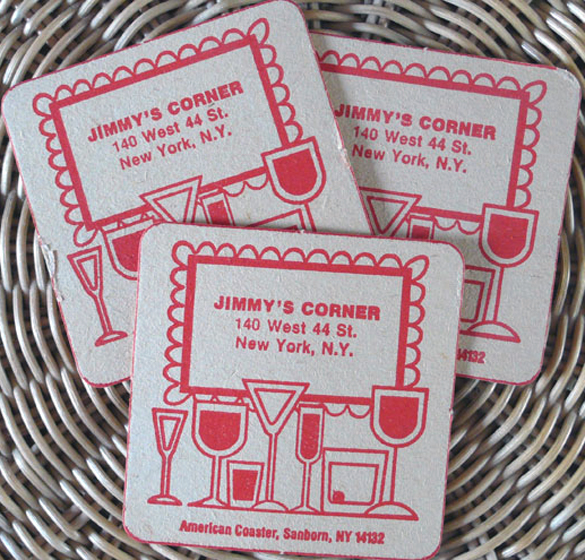 JIMMY'S CORNER
140 West 44 St.
New York, N.Y.
JIMMY'S CORNER
140 West 44 St.
New York, N.Y.
14132
JIMMY'S CORNER
140 West 44 St.
New York, N.Y.
American Coaster, Sanborn, NY 14132